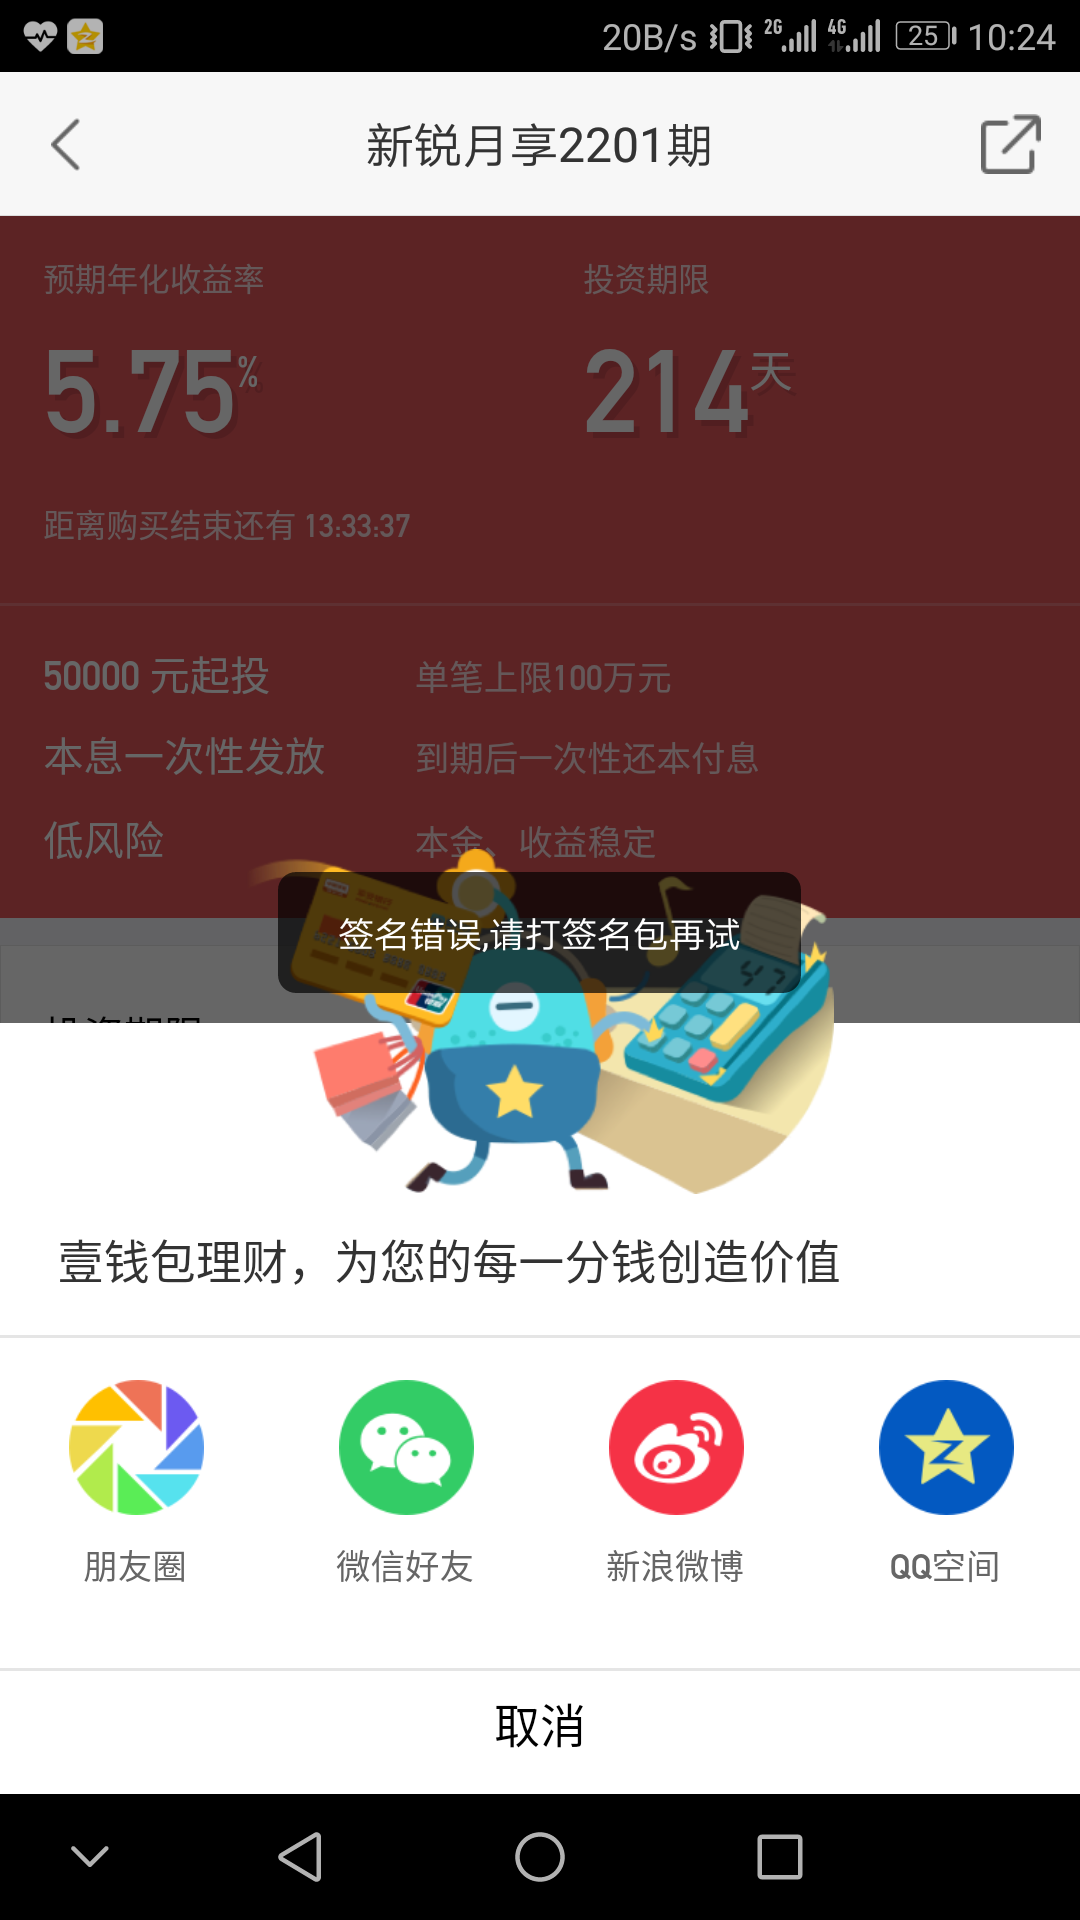 20B/s 2G 4G 25 10:24
新锐月享2201期
预期年化收益率 投资期限
5.75% 214天
距离购买结束还有 13:33:37
50000 元起投 单笔上限100万元
本息一次性发放 到期后一次性还本付息
低风险 本金、收益稳定
签名错误,请打签名包再试
投资期限
壹钱包理财，为您的每一分钱创造价值
朋友圈 微信好友 新浪微博 QQ空间
取消